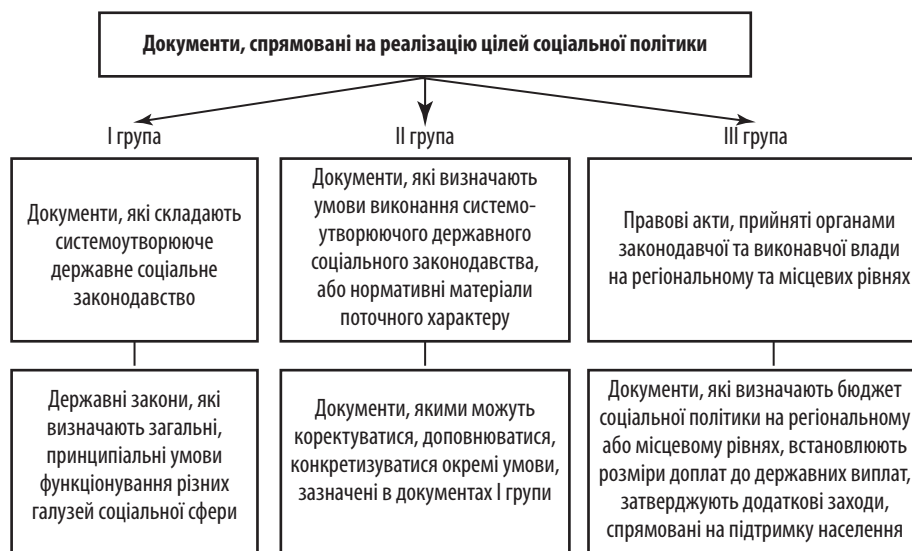 Документи, спрямовані на реалізацію цілей соціальної політики
І група
Документи, які складають
системоутворююче
державне соціальне
законодавство
Державні закони, які
визначають загальні,
принципіальні умови
функціонування різних
галузей соціальної сфери
ІІ група
Документи, які визначають
умови виконання системо-
утворюючого державного
соціального законодавства,
або нормативні матеріали
поточного характеру
Документи, якими можуть
коректуватися, доповнюватися,
конкретизуватися окремі умови,
зазначені в документах І групи
ІІІ група
Правові акти, прийняті органами
законодавчої та виконавчої влади
на регіональному та місцевих рівнях
Документи, які визначають бюджет
соціальної політики на регіональному
або місцевому рівнях, встановлюють
розміри доплат до державних виплат,
затверджують додаткові заходи,
спрямовані на підтримку населення